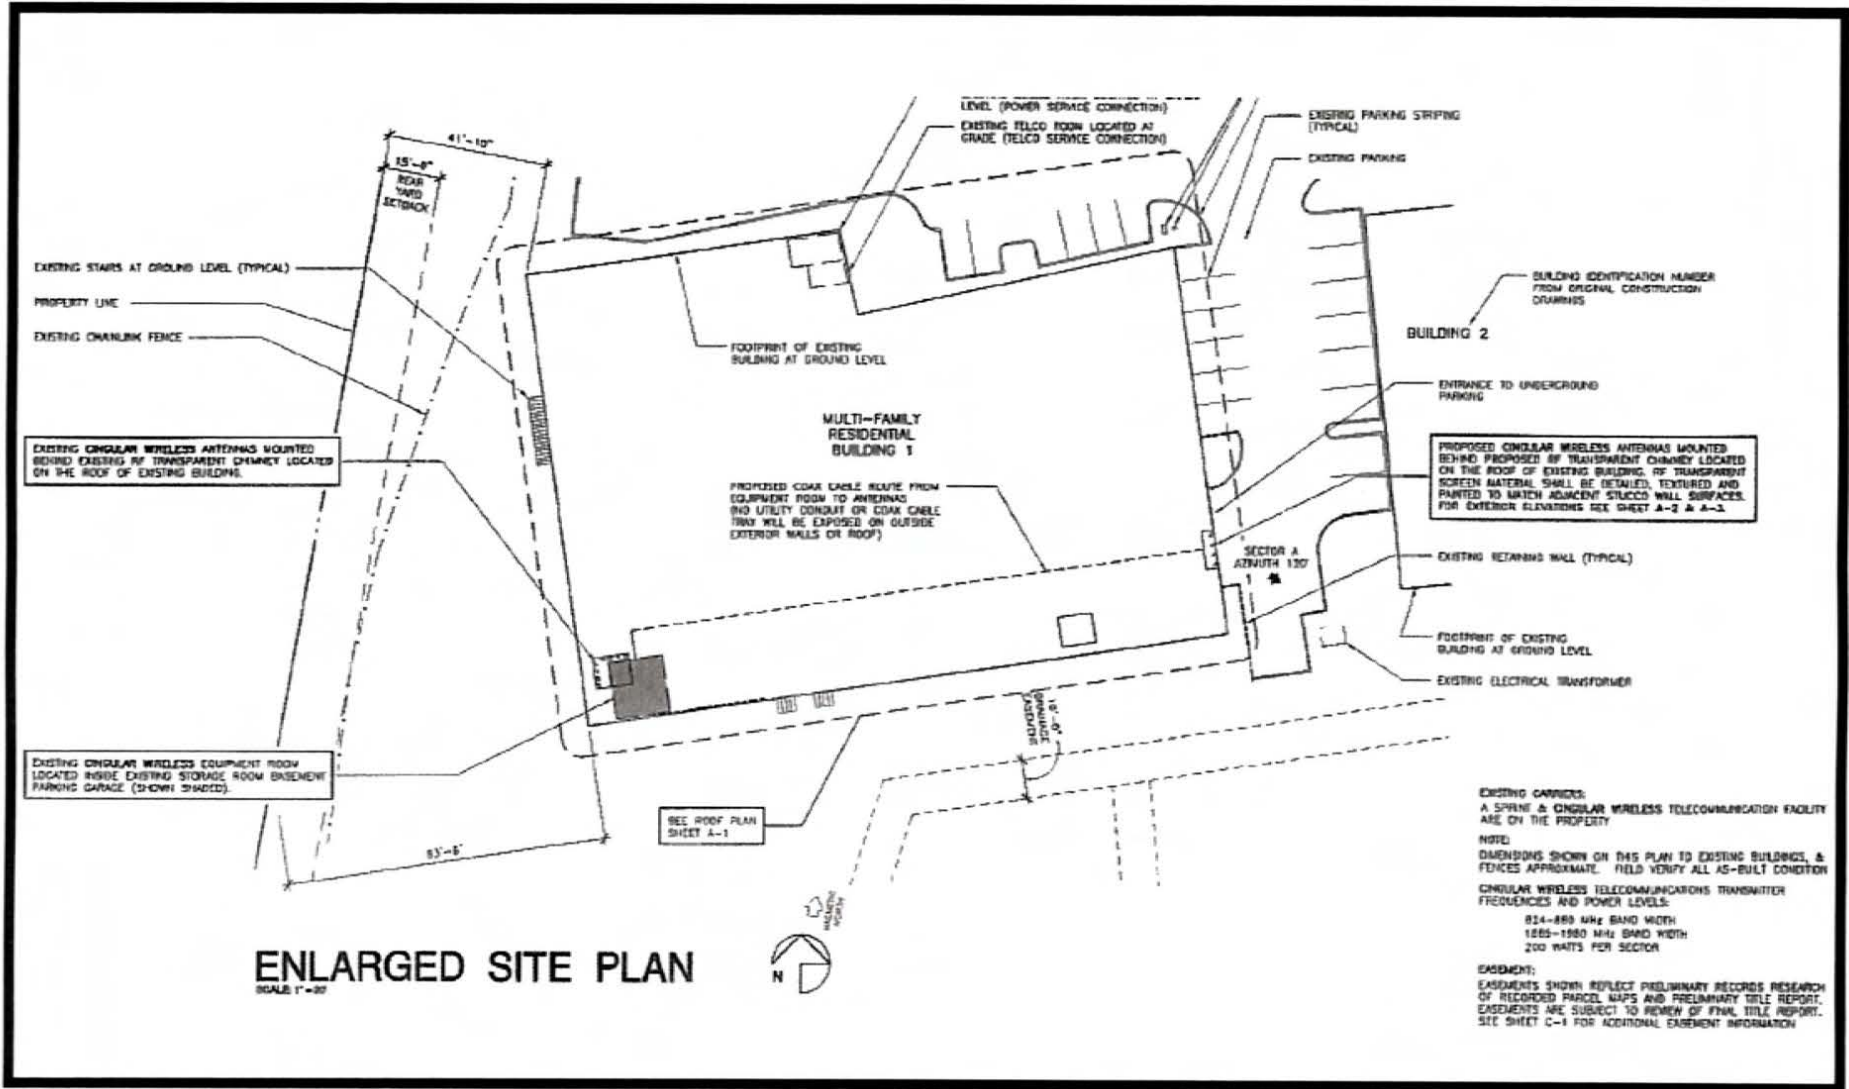 LEVEL (POWER SERVICE CONNECTION)
EXISTING TELCO ROOM LOCATED AT
GRADE (TELCO SERVICE CONNECTION)
EXISTING PARKING STRIPING
(TYPICAL)
EXISTING PARKING
41'-10"
REAR
YARD
SETBACK
EXISTING STAIRS AT GROUND LEVEL (TYPICAL)
PROPERTY LINE
EXISTING CHAINLINK FENCE
BUILDING IDENTIFICATION NUMBER
FROM ORIGINAL CONSTRUCTION
DRAWINGS
BUILDING 2
FOOTPRINT OF EXISTING
BUILDING AT GROUND LEVEL
ENTRANCE TO UNDERGROUND
PARKING
MULTI-FAMILY
RESIDENTIAL
BUILDING 1
EXISTING CINGULAR WIRELESS ANTENNAS MOUNTED
BEHIND EXISTING RF TRANSPARENT CHIMNEY LOCATED
ON THE ROOF OF EXISTING BUILDING.
PROPOSED CINGULAR WIRELESS ANTENNAS MOUNTED
BEHIND PROPOSED RF TRANSPARENT CHIMNEY LOCATED
ON THE ROOF OF EXISTING BUILDING. RF TRANSPARENT
SCREEN MATERIAL SHALL BE DETAILED, TEXTURED AND
PAINTED TO MATCH ADJACENT STUCCO WALL SURFACES.
FOR EXTERIOR ELEVATIONS SEE SHEET A-2 & A-3.
PROPOSED COAX CABLE ROUTE FROM
EQUIPMENT ROOM TO ANTENNAS
(NO UTILITY CONDUIT OR COAX CABLE
TRAY WILL BE EXPOSED ON OUTSIDE
EXTERIOR WALLS OR ROOF)
SECTOR A
AZIMUTH 120°
1
EXISTING RETAINING WALL (TYPICAL)
FOOTPRINT OF EXISTING
BUILDING AT GROUND LEVEL
EXISTING ELECTRICAL TRANSFORMER
DRAINAGE
EASEMENT
EXISTING CINGULAR WIRELESS EQUIPMENT ROOM
LOCATED INSIDE EXISTING STORAGE ROOM BASEMENT
PARKING GARAGE (SHOWN SHADED).
SEE ROOF PLAN
SHEET A-1
MAGNETIC
NORTH
N
ENLARGED SITE PLAN
SCALE: 1"=20'
EXISTING CARRIERS:
A SPRINT & CINGULAR WIRELESS TELECOMMUNICATION FACILITY
ARE ON THE PROPERTY
NOTE:
DIMENSIONS SHOWN ON THIS PLAN TO EXISTING BUILDINGS, &
FENCES APPROXIMATE. FIELD VERIFY ALL AS-BUILT CONDITION
CINGULAR WIRELESS TELECOMMUNICATIONS TRANSMITTER
FREQUENCIES AND POWER LEVELS:
MHz BAND WIDTH
MHz BAND WIDTH
200 WATTS PER SECTOR
EASEMENT:
EASEMENTS SHOWN REFLECT PRELIMINARY RECORDS RESEARCH
OF RECORDED PARCEL MAPS AND PRELIMINARY TITLE REPORT.
EASEMENTS ARE SUBJECT TO REVIEW OF FINAL TITLE REPORT.
SEE SHEET C-1 FOR ADDITIONAL EASEMENT INFORMATION